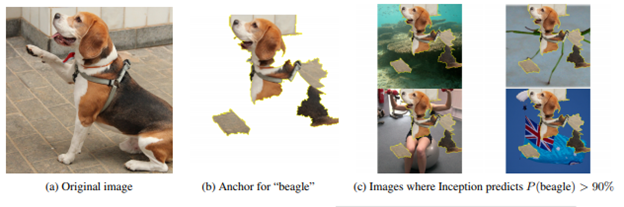 (a) Original image
(b) Anchor for “beagle”
(c) Images where Inception predicts P(beagle) > 90%